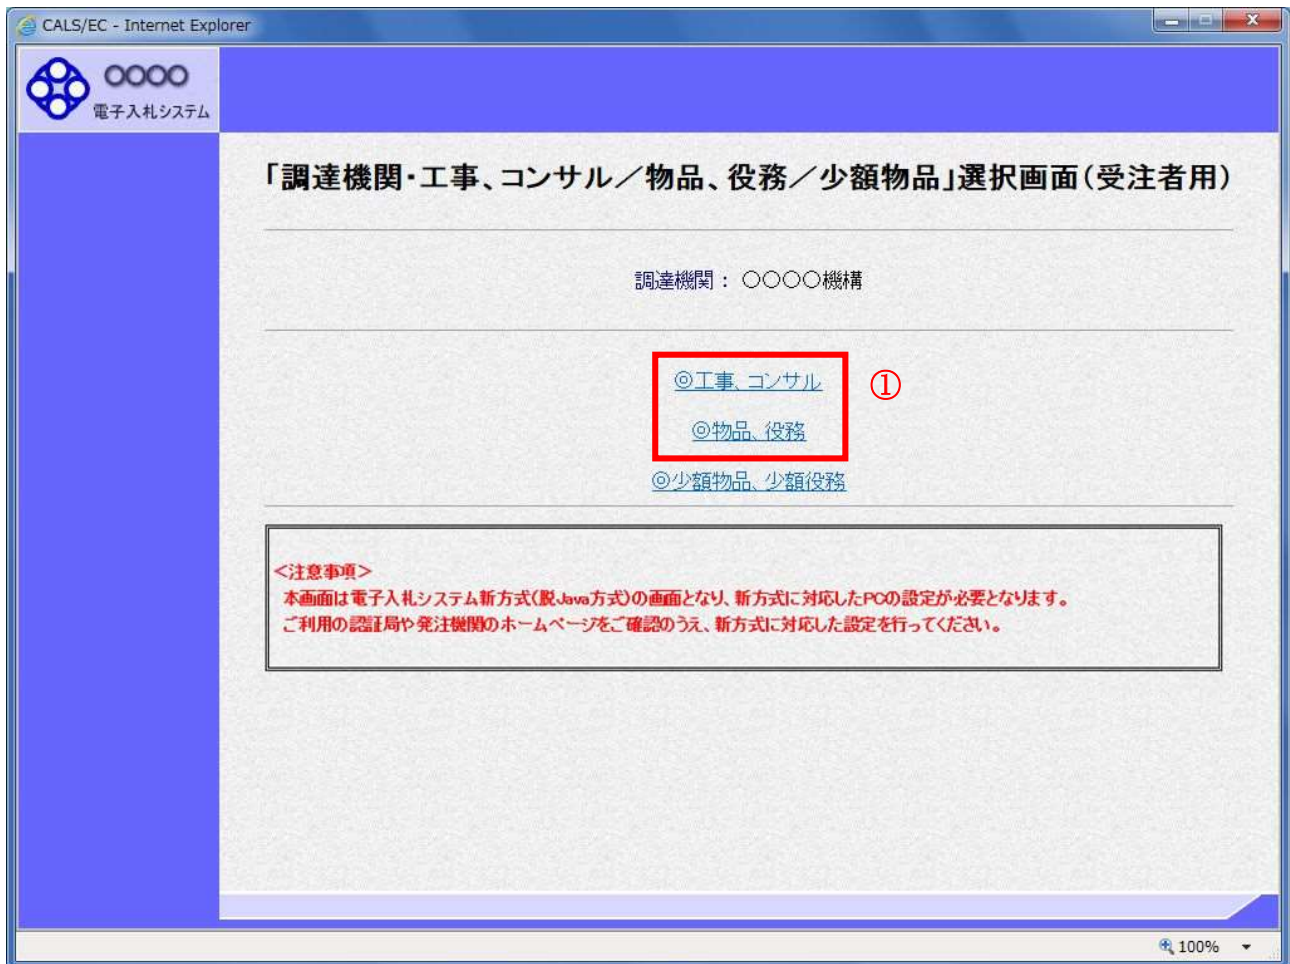 CALS/EC - Internet Explorer
〇〇〇〇
電子入札システム
「調達機関・工事、コンサル／物品、役務／少額物品」選択画面(受注者用)
調達機関： 〇〇〇〇機構
◎工事、コンサル
①
◎物品、役務
◎少額物品、少額役務
＜注意事項＞
本画面は電子入札システム新方式(脱Java方式)の画面となり、新方式に対応したPCの設定が必要となります。
ご利用の認証局や発注機関のホームページをご確認のうえ、新方式に対応した設定を行ってください。
100%